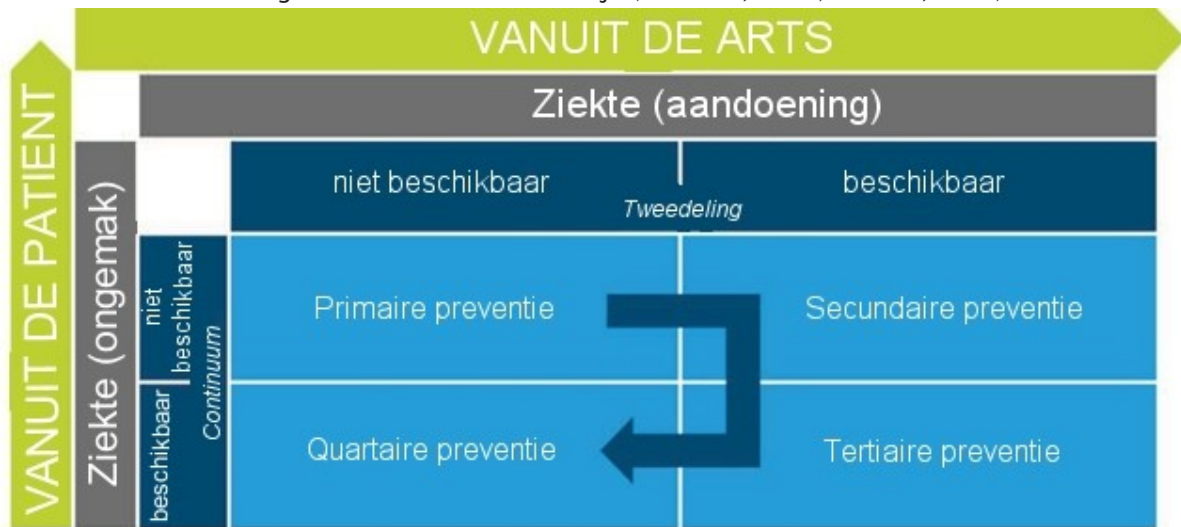 VANUIT DE ARTS
Ziekte (aandoening)
niet beschikbaar
beschikbaar
Tweedeling
VANUIT DE PATIENT
Ziekte (ongemak)
niet
beschikbaar
Continuum
beschikbaar
Primaire preventie
Secundaire preventie
Quartaire preventie
Tertiaire preventie